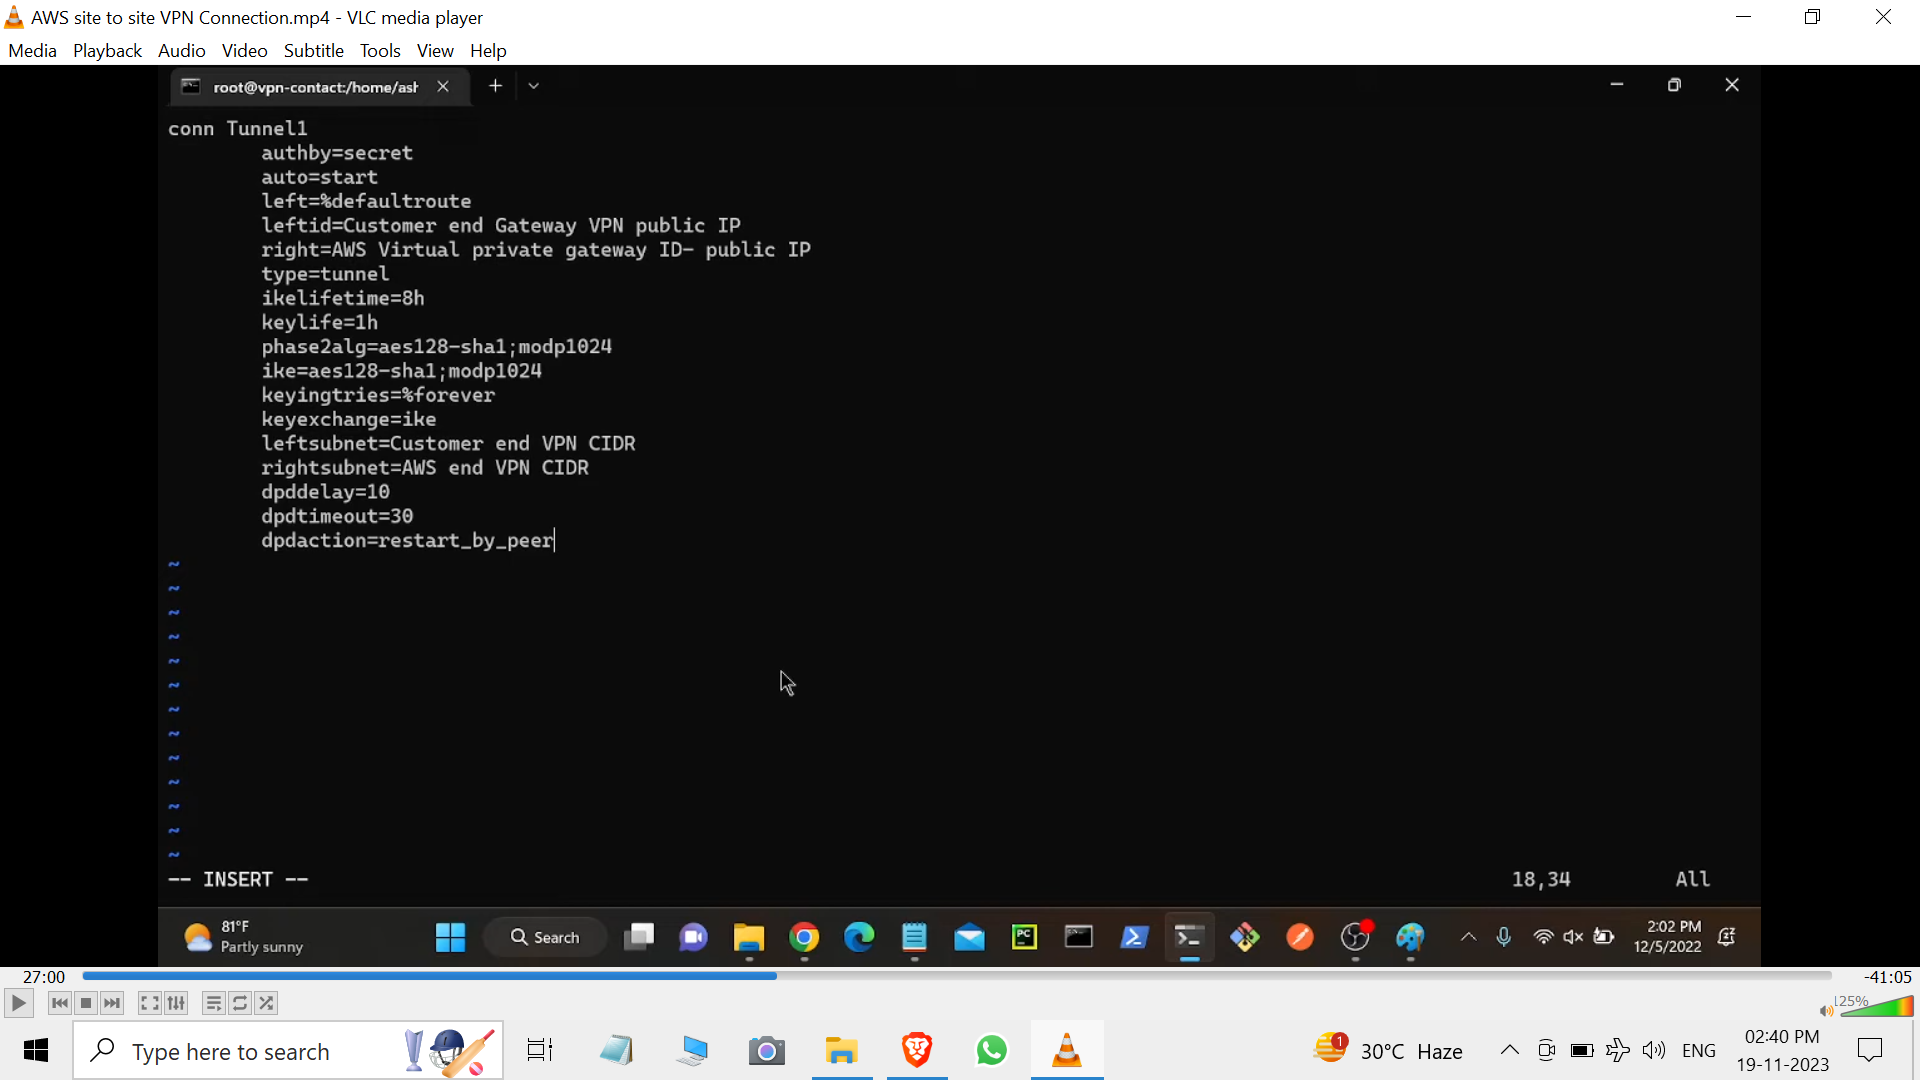 AWS site to site VPN Connection.mp4 - VLC media player
Media Playback Audio Video Subtitle Tools View Help
root@vpn-contact:/home/ash
conn Tunnel1
authby=secret
auto=start
left=%defaultroute
leftid=Customer end Gateway VPN public IP
right=AWS Virtual private gateway ID- public IP
type=tunnel
ikelifetime=8h
keylife=1h
phase2alg=aes128-sha1;modp1024
ike=aes128-sha1;modp1024
keyingtries=%forever
keyexchange=ike
leftsubnet=Customer end VPN CIDR
rightsubnet=AWS end VPN CIDR
dpddelay=10
dpdtimeout=30
dpdaction=restart_by_peer
~
~
~
~
~
~
~
~
~
~
~
~
~
-- INSERT -- 18,34 All
81°F
Partly sunny
Search
PC
2:02 PM
12/5/2022
27:00 -41:05
125%
Type here to search
1
30°C Haze
ENG
02:40 PM
19-11-2023